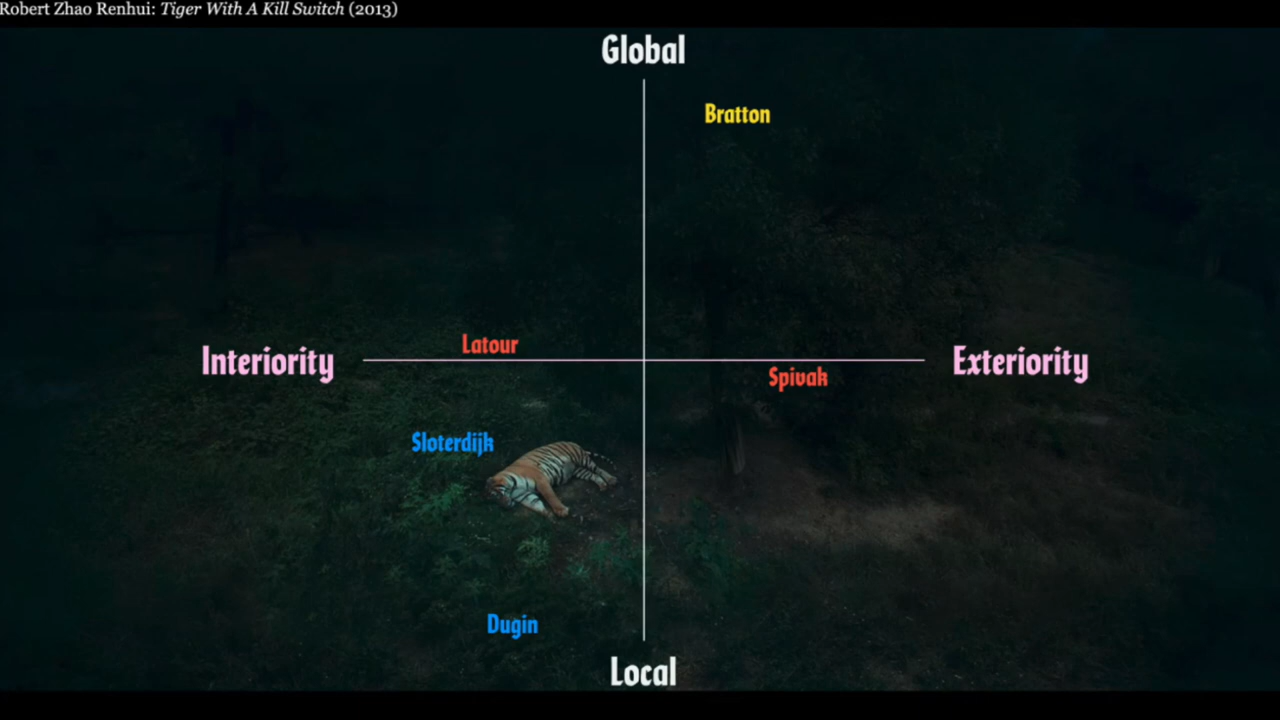 Robert Zhao Renhui: Tiger With A Kill Switch (2013)
Global
Bratton
Latour
Interiority
Exteriority
Spivak
Sloterdijk
Dugin
Local